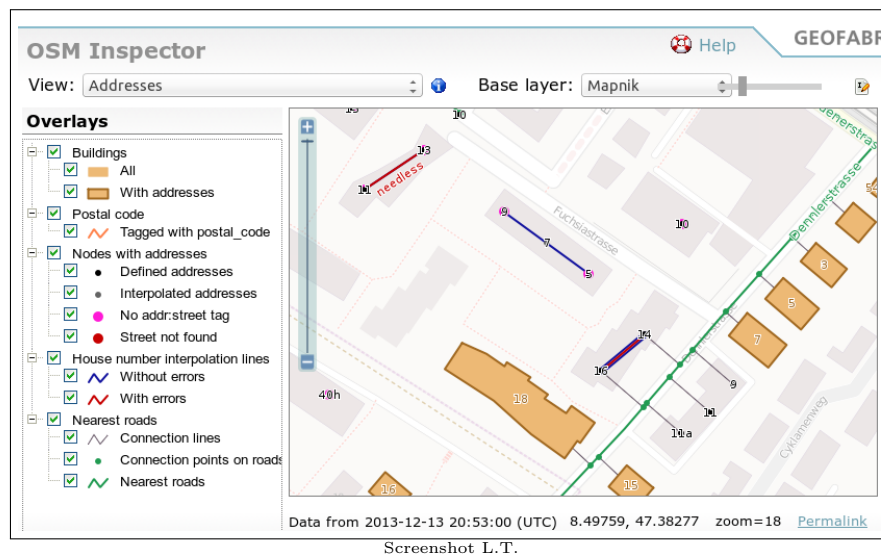 OSM Inspector
Help
GEOFABR
View: Addresses
Base layer: Mapnik
Overlays
Buildings
All
With addresses
Postal code
Tagged with postal_code
Nodes with addresses
Defined addresses
Interpolated addresses
No addr:street tag
Street not found
House number interpolation lines
Without errors
With errors
Nearest roads
Connection lines
Connection points on roads
Nearest roads
10
13
11
needless
9
7
5
Fuchsiastrasse
10
Dennlerstrasse
54
3
5
7
14
16
9
11
11a
18
40h
16
15
Cyklamenweg
Data from 2013-12-13 20:53:00 (UTC) 8.49759, 47.38277 zoom=18 Permalink
Screenshot L.T.